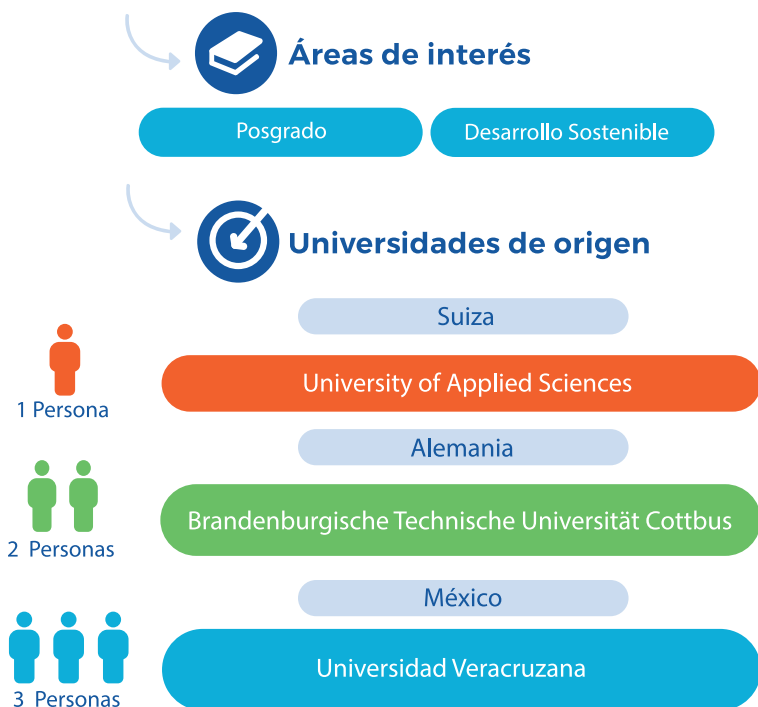 Áreas de interés
Posgrado
Desarrollo Sostenible
Universidades de origen
Suiza
1 Persona
University of Applied Sciences
Alemania
2 Personas
Brandenburgische Technische Universität Cottbus
México
3 Personas
Universidad Veracruzana